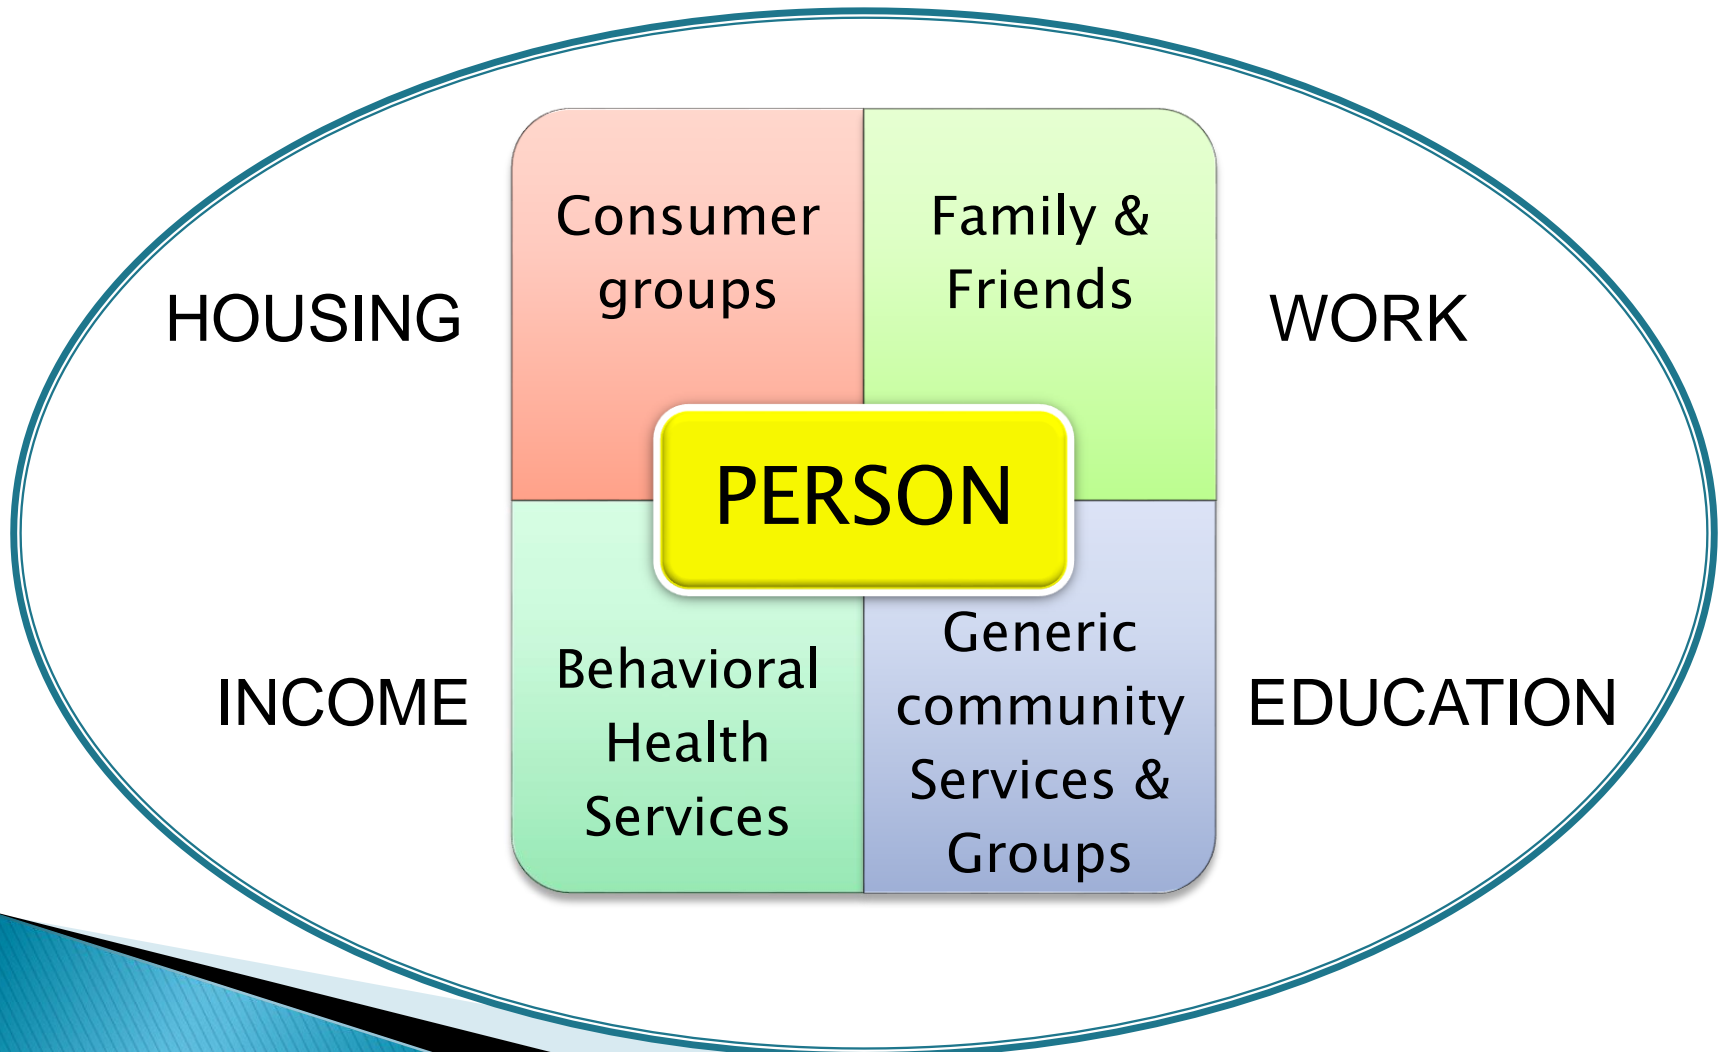 Consumer
groups
Family &
Friends
HOUSING
WORK
PERSON
Behavioral
Health
Services
Generic
community
Services &
Groups
INCOME
EDUCATION